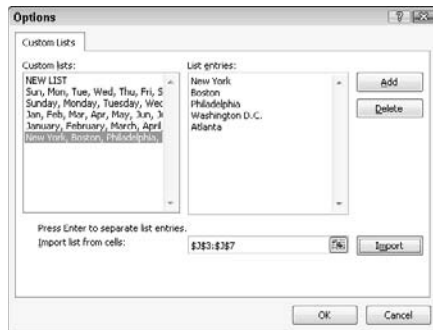 Options
Custom Lists
Custom lists:
List entries:
NEW LIST
Sun, Mon, Tue, Wed, Thu, Fri, S
Sunday, Monday, Tuesday, Wec
Jan, Feb, Mar, Apr, May, Jun, J
January, February, March, April
New York, Boston, Philadelphia,
New York
Boston
Philadelphia
Washington D.C.
Atlanta
Add
Delete
Press Enter to separate list entries.
Import list from cells:
$J$3:$J$7
Import
OK
Cancel